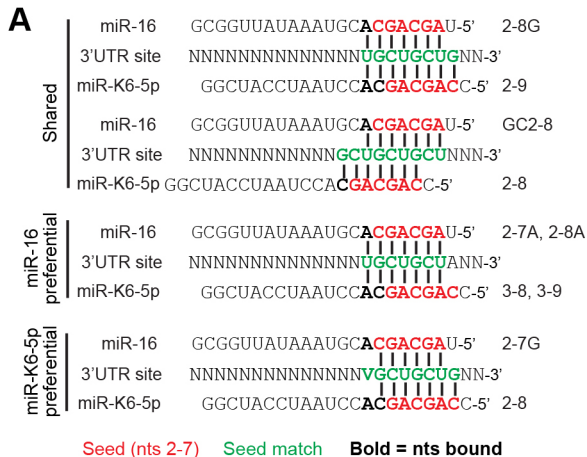 A
Shared
miR-16 GCGGUUAUAAAUGCACGACGAU-5’ 2-8G
3’UTR site NNNNNNNNNNNNNNUGCUGCUGNN-3’
miR-K6-5p GGCUACCUAAUCCACGACGACC-5’ 2-9
miR-16 GCGGUUAUAAAUGCACGACGAU-5’ GC2-8
3’UTR site NNNNNNNNNNNNGCUGCUGCUNNN-3’
miR-K6-5p GGCUACCUAAUCCACGACGACC-5’ 2-8
miR-16 preferential
miR-16 GCGGUUAUAAAUGCACGACGAU-5’ 2-7A, 2-8A
3’UTR site NNNNNNNNNNNNNNUGCUGCUANN-3’
miR-K6-5p GGCUACCUAAUCCACGACGACC-5’ 3-8, 3-9
miR-K6-5p preferential
miR-16 GCGGUUAUAAAUGCACGACGAU-5’ 2-7G
3’UTR site NNNNNNNNNNNNNNVGCUGCUGNN-3’
miR-K6-5p GGCUACCUAAUCCACGACGACC-5’ 2-8
Seed (nts 2-7) Seed match Bold = nts bound